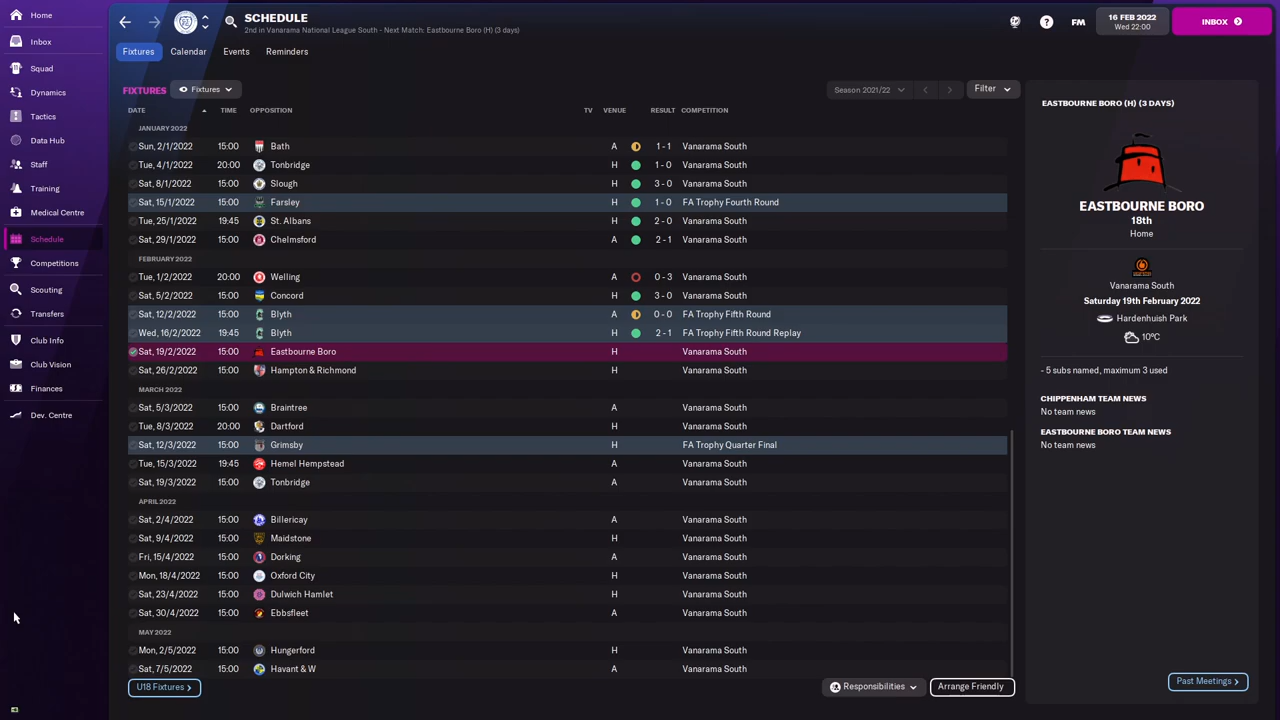 Home
SCHEDULE
2nd in Vanarama National League South - Next Match: Eastbourne Boro (H) (3 days)
FM
16 FEB 2022
Wed 22:00
INBOX
Inbox
Squad
Dynamics
Tactics
Data Hub
Staff
Training
Medical Centre
Schedule
Competitions
Scouting
Transfers
Club Info
Club Vision
Finances
Dev. Centre
Fixtures Calendar Events Reminders
FIXTURES Fixtures Season 2021/22 Filter
DATE TIME OPPOSITION TV VENUE RESULT COMPETITION
JANUARY 2022
Sun, 2/1/2022 15:00 Bath A 1 - 1 Vanarama South
Tue, 4/1/2022 20:00 Tonbridge H 1 - 0 Vanarama South
Sat, 8/1/2022 15:00 Slough H 3 - 0 Vanarama South
Sat, 15/1/2022 15:00 Farsley H 1 - 0 FA Trophy Fourth Round
Tue, 25/1/2022 19:45 St. Albans H 2 - 0 Vanarama South
Sat, 29/1/2022 15:00 Chelmsford A 2 - 1 Vanarama South
FEBRUARY 2022
Tue, 1/2/2022 20:00 Welling A 0 - 3 Vanarama South
Sat, 5/2/2022 15:00 Concord H 3 - 0 Vanarama South
Sat, 12/2/2022 15:00 Blyth A 0 - 0 FA Trophy Fifth Round
Wed, 16/2/2022 19:45 Blyth H 2 - 1 FA Trophy Fifth Round Replay
Sat, 19/2/2022 15:00 Eastbourne Boro H Vanarama South
Sat, 26/2/2022 15:00 Hampton & Richmond H Vanarama South
MARCH 2022
Sat, 5/3/2022 15:00 Braintree A Vanarama South
Tue, 8/3/2022 20:00 Dartford H Vanarama South
Sat, 12/3/2022 15:00 Grimsby H FA Trophy Quarter Final
Tue, 15/3/2022 19:45 Hemel Hempstead A Vanarama South
Sat, 19/3/2022 15:00 Tonbridge A Vanarama South
APRIL 2022
Sat, 2/4/2022 15:00 Billericay A Vanarama South
Sat, 9/4/2022 15:00 Maidstone H Vanarama South
Fri, 15/4/2022 15:00 Dorking A Vanarama South
Mon, 18/4/2022 15:00 Oxford City H Vanarama South
Sat, 23/4/2022 15:00 Dulwich Hamlet H Vanarama South
Sat, 30/4/2022 15:00 Ebbsfleet A Vanarama South
MAY 2022
Mon, 2/5/2022 15:00 Hungerford H Vanarama South
Sat, 7/5/2022 15:00 Havant & W A Vanarama South
U18 Fixtures > Responsibilities Arrange Friendly
EASTBOURNE BORO (H) (3 DAYS)
EASTBOURNE BORO
18th
Home
Vanarama South
Saturday 19th February 2022
Hardenhuish Park
10°C
- 5 subs named, maximum 3 used
CHIPPENHAM TEAM NEWS
No team news
EASTBOURNE BORO TEAM NEWS
No team news
Past Meetings >